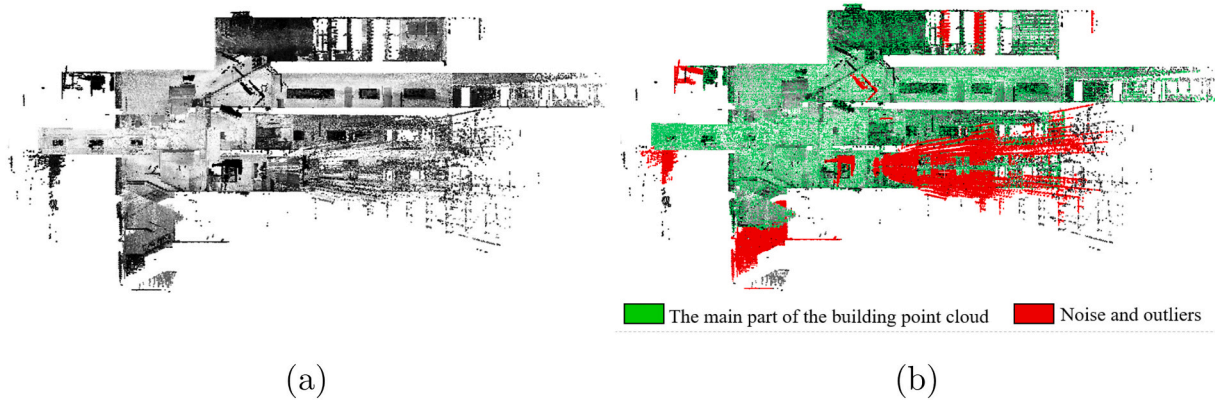 The main part of the building point cloud
Noise and outliers
(a)
(b)